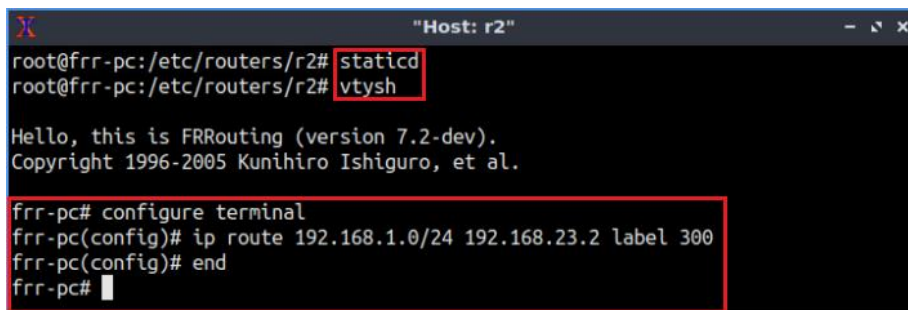 "Host: r2"
root@frr-pc:/etc/routers/r2# staticd
root@frr-pc:/etc/routers/r2# vtysh
Hello, this is FRRouting (version 7.2-dev).
Copyright 1996-2005 Kunihiro Ishiguro, et al.
frr-pc# configure terminal
frr-pc(config)# ip route 192.168.1.0/24 192.168.23.2 label 300
frr-pc(config)# end
frr-pc#